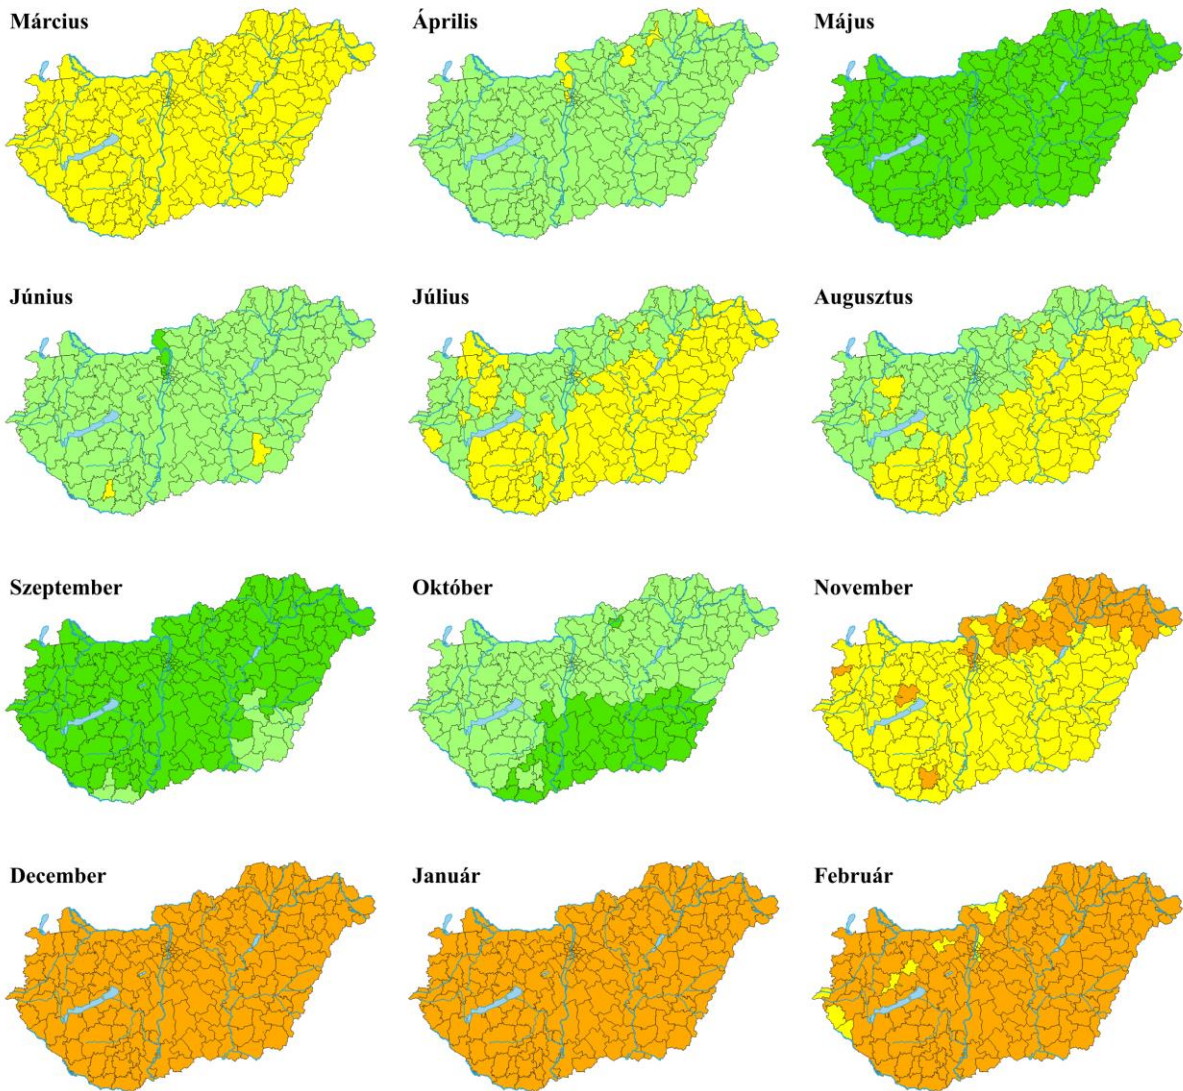 Március
Április
Május
Június
Július
Augusztus
Szeptember
Október
November
December
Január
Február